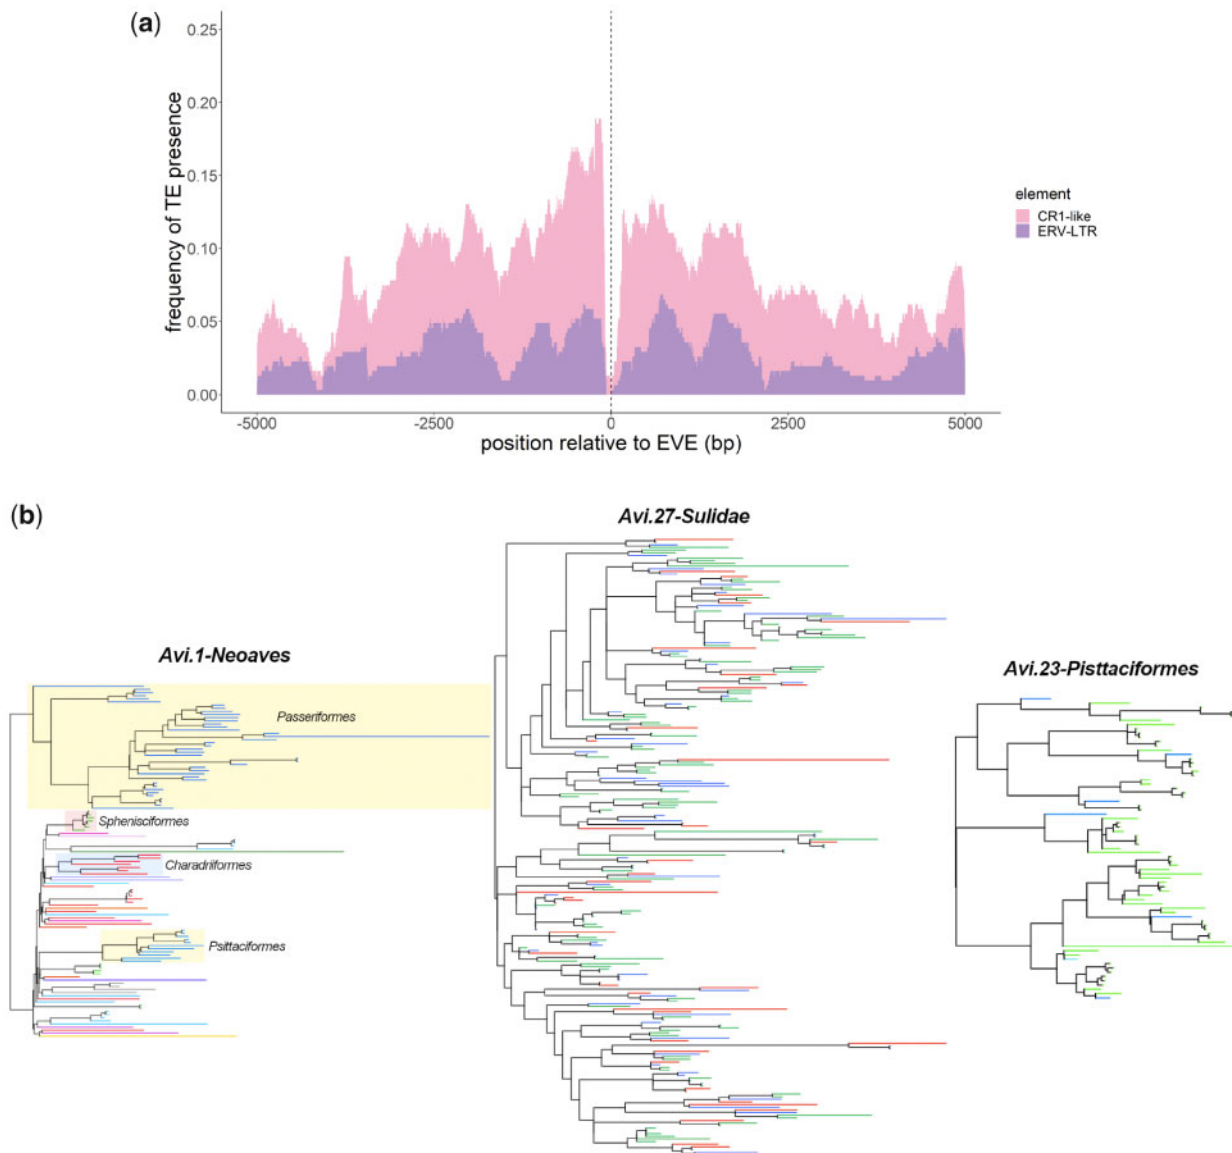 (a)
0.25
0.20
0.15
0.10
0.05
0.00
frequency of TE presence
-5000
-2500
0
2500
5000
position relative to EVE (bp)
element
CR1-like
ERV-LTR
(b)
Avi.27-Sulidae
Avi.1-Neoaves
Avi.23-Pisttaciformes
Passeriformes
Sphenisciformes
Charadriiformes
Psittaciformes